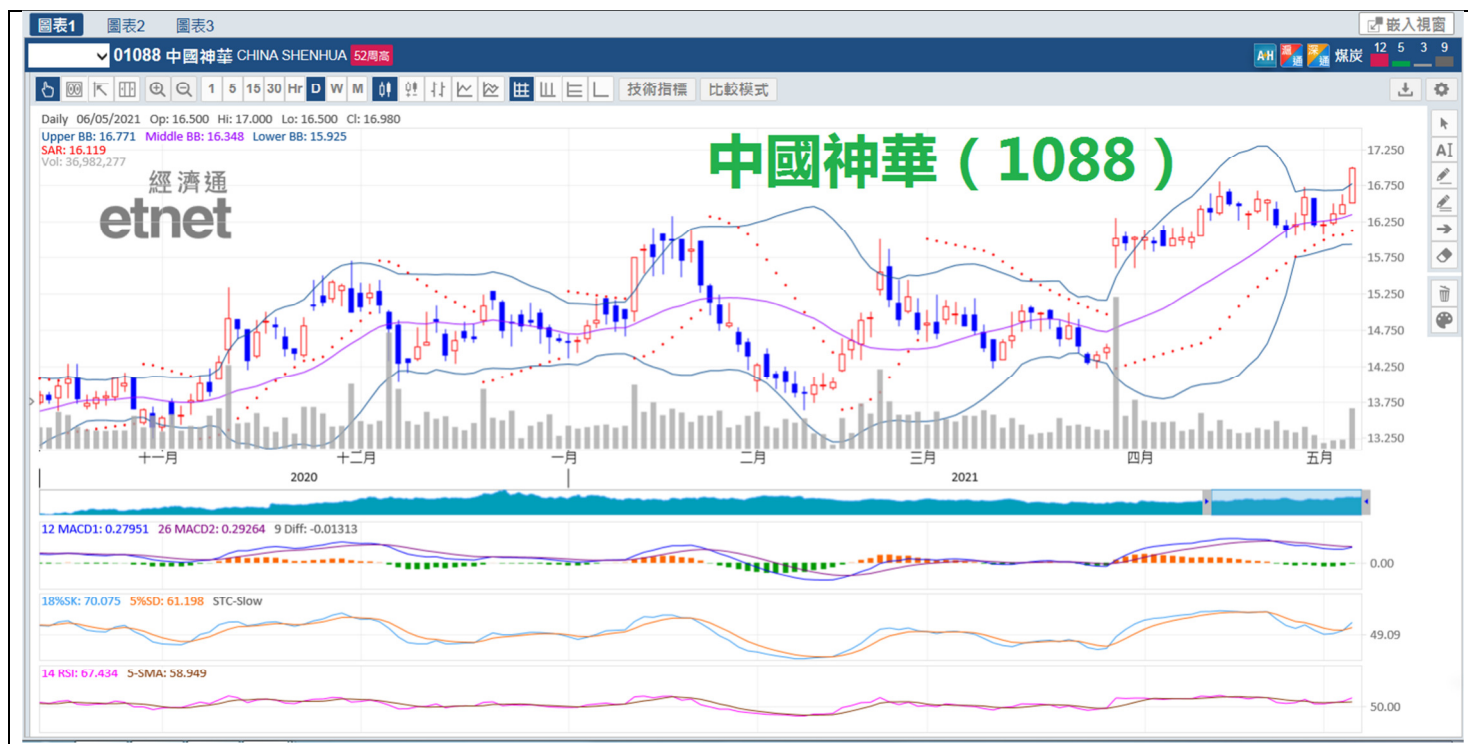 圖表1 圖表2 圖表3 嵌入視窗
01088 中國神華 CHINA SHENHUA 52周高 A+H 滬通 深通 煤炭 12 5 3 9
1 5 15 30 Hr D W M 技術指標 比較模式
Daily 06/05/2021 Op: 16.500 Hi: 17.000 Lo: 16.500 Cl: 16.980
Upper BB: 16.771 Middle BB: 16.348 Lower BB: 15.925
SAR: 16.119
Vol: 36,982,277
中國神華（1088）
經濟通
etnet
AI
17.250
16.750
16.250
15.750
15.250
14.750
14.250
13.750
13.250
十一月 十二月 一月 二月 三月 四月 五月
2020 2021
12 MACD1: 0.27951 26 MACD2: 0.29264 9 Diff: -0.01313
0.00
18%SK: 70.075 5%SD: 61.198 STC-Slow
49.09
14 RSI: 67.434 5-SMA: 58.949
50.00